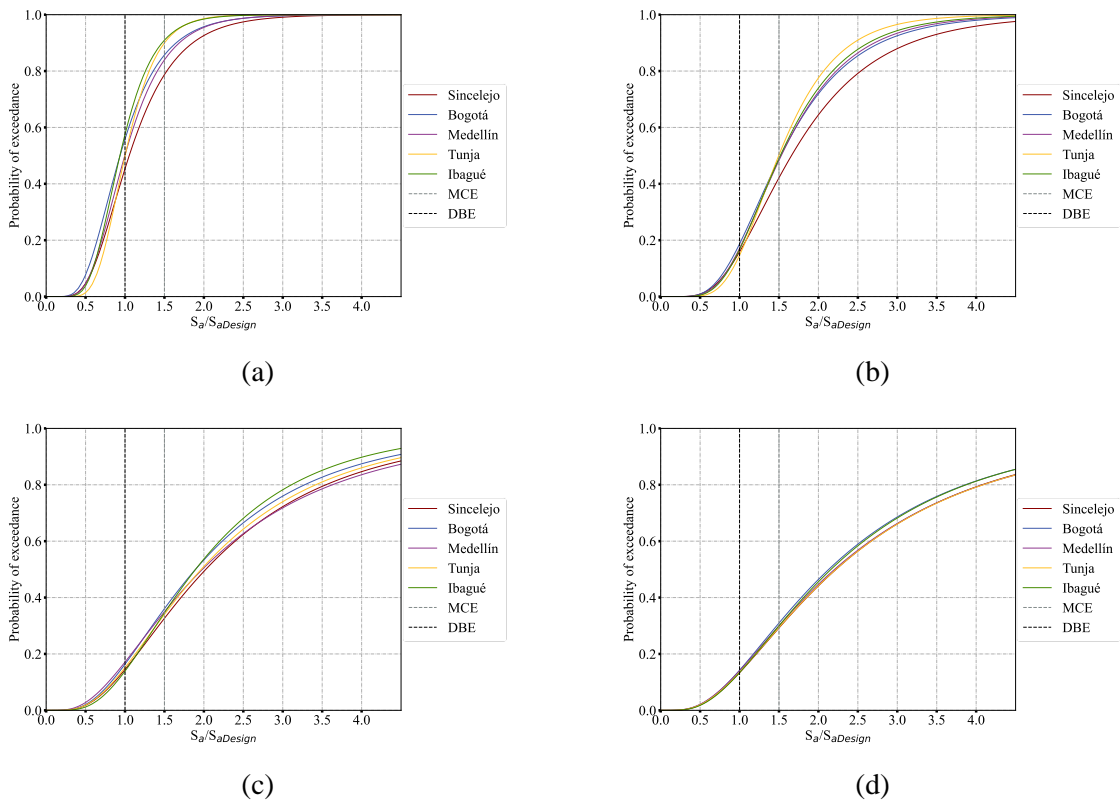 1.0
0.8
0.6
0.4
0.2
0.0
Probability of exceedance
0.0 0.5 1.0 1.5 2.0 2.5 3.0 3.5 4.0
Sa/SaDesign
Sincelejo
Bogotá
Medellín
Tunja
Ibagué
MCE
DBE
(a)
1.0
0.8
0.6
0.4
0.2
0.0
Probability of exceedance
0.0 0.5 1.0 1.5 2.0 2.5 3.0 3.5 4.0
Sa/SaDesign
Sincelejo
Bogotá
Medellín
Tunja
Ibagué
MCE
DBE
(b)
1.0
0.8
0.6
0.4
0.2
0.0
Probability of exceedance
0.0 0.5 1.0 1.5 2.0 2.5 3.0 3.5 4.0
Sa/SaDesign
Sincelejo
Bogotá
Medellín
Tunja
Ibagué
MCE
DBE
(c)
1.0
0.8
0.6
0.4
0.2
0.0
Probability of exceedance
0.0 0.5 1.0 1.5 2.0 2.5 3.0 3.5 4.0
Sa/SaDesign
Sincelejo
Bogotá
Medellín
Tunja
Ibagué
MCE
DBE
(d)